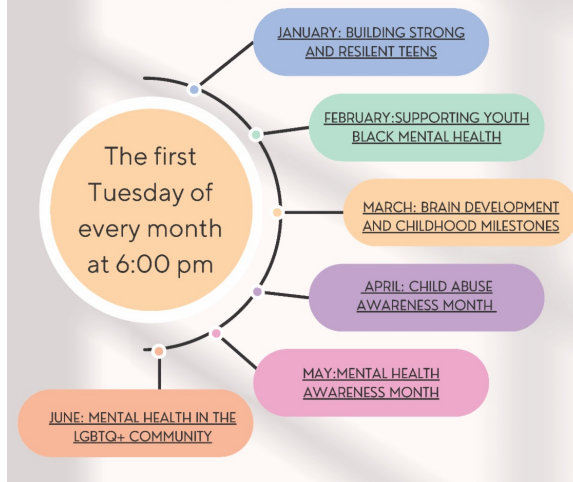 The first
Tuesday of
every month
at 6:00 pm
JANUARY: BUILDING STRONG
AND RESILENT TEENS
FEBRUARY:SUPPORTING YOUTH
BLACK MENTAL HEALTH
MARCH: BRAIN DEVELOPMENT
AND CHILDHOOD MILESTONES
APRIL: CHILD ABUSE
AWARENESS MONTH
MAY:MENTAL HEALTH
AWARENESS MONTH
JUNE: MENTAL HEALTH IN THE
LGBTQ+ COMMUNITY